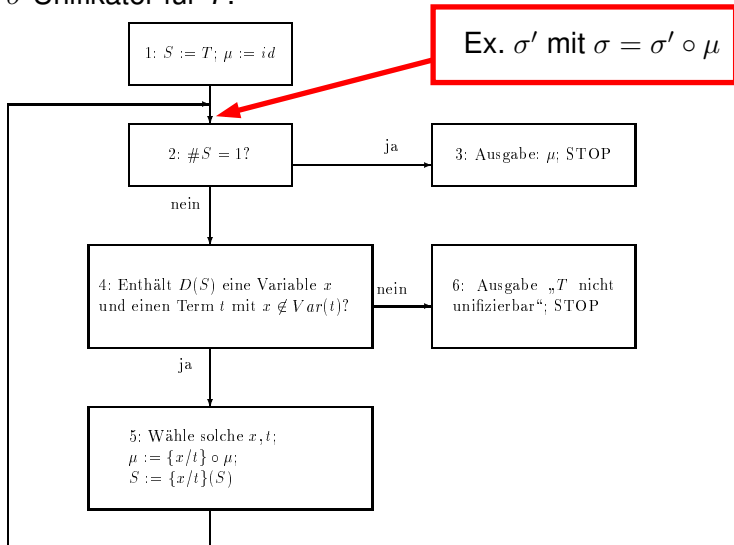 Unifikator für T:
Ex. σ′ mit σ = σ′ ∘ μ
1: S := T; μ := id
2: #S = 1?
ja
3: Ausgabe: μ; STOP
nein
4: Enthält D(S) eine Variable x
und einen Term t mit x ∉ Var(t)?
nein
6: Ausgabe „T nicht
unifizierbar“; STOP
ja
5: Wähle solche x, t;
μ := {x/t} ∘ μ;
S := {x/t}(S)